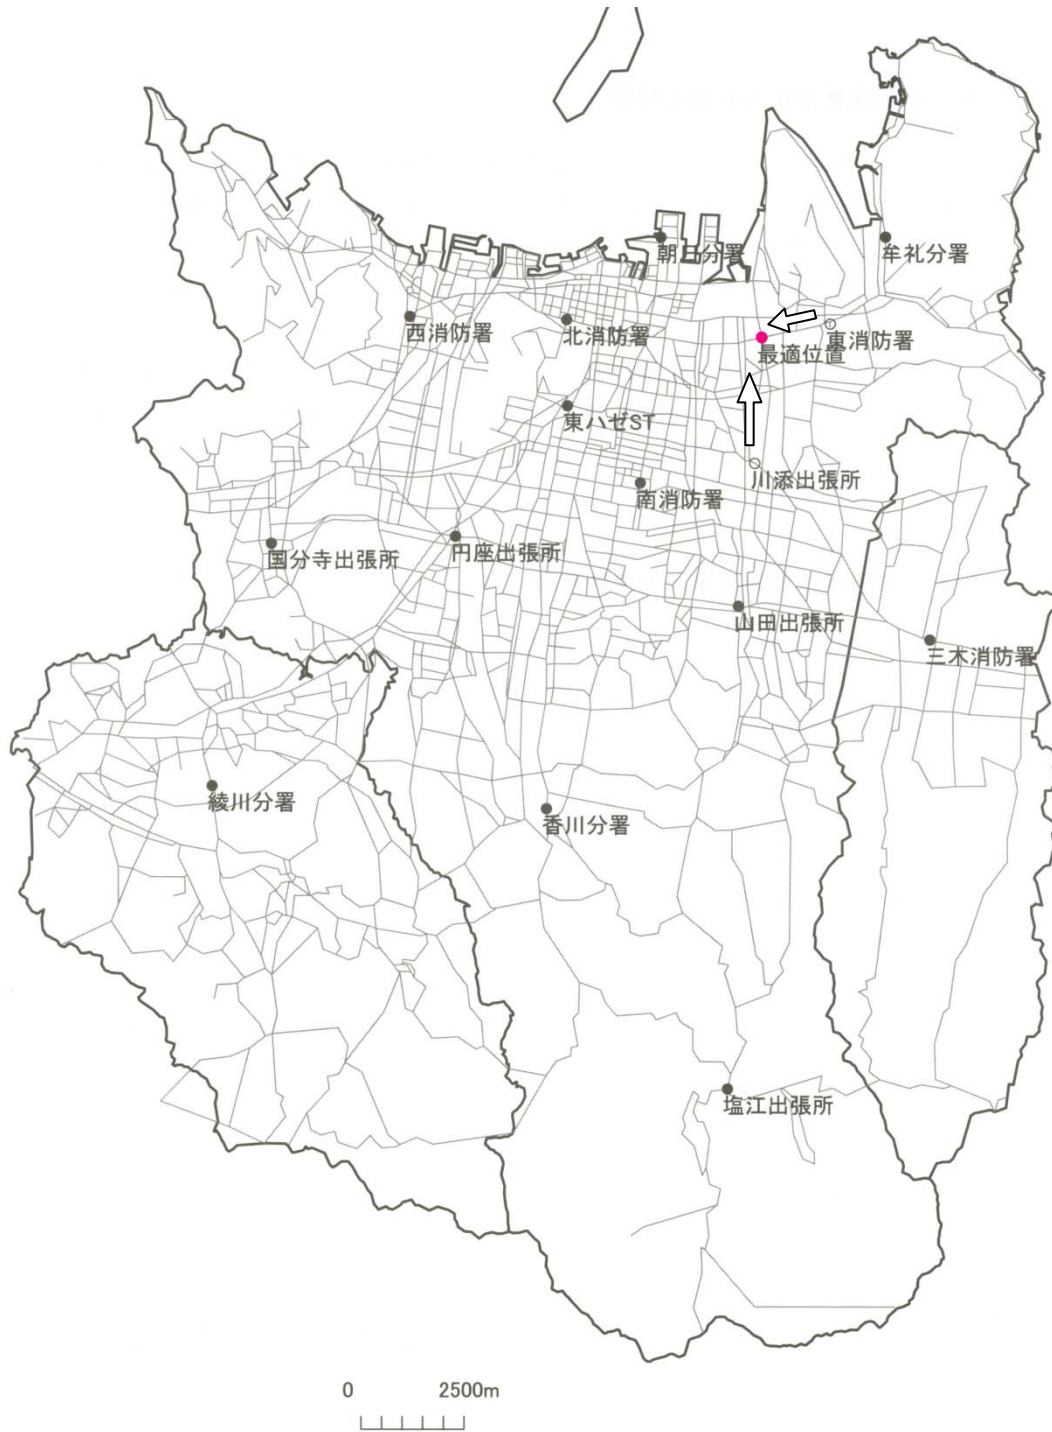 朝日分署
牟礼分署
西消防署
北消防署
東消防署
最適位置
東ハゼST
川添出張所
南消防署
国分寺出張所
円座出張所
山田出張所
三木消防署
綾川分署
香川分署
塩江出張所
0 2500m